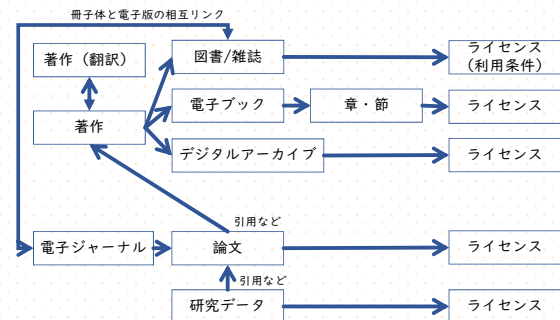 冊子体と電子版の相互リンク
著作（翻訳）
図書/雑誌
ライセンス
（利用条件）
電子ブック
章・節
ライセンス
著作
デジタルアーカイブ
ライセンス
引用など
電子ジャーナル
論文
ライセンス
引用など
研究データ
ライセンス